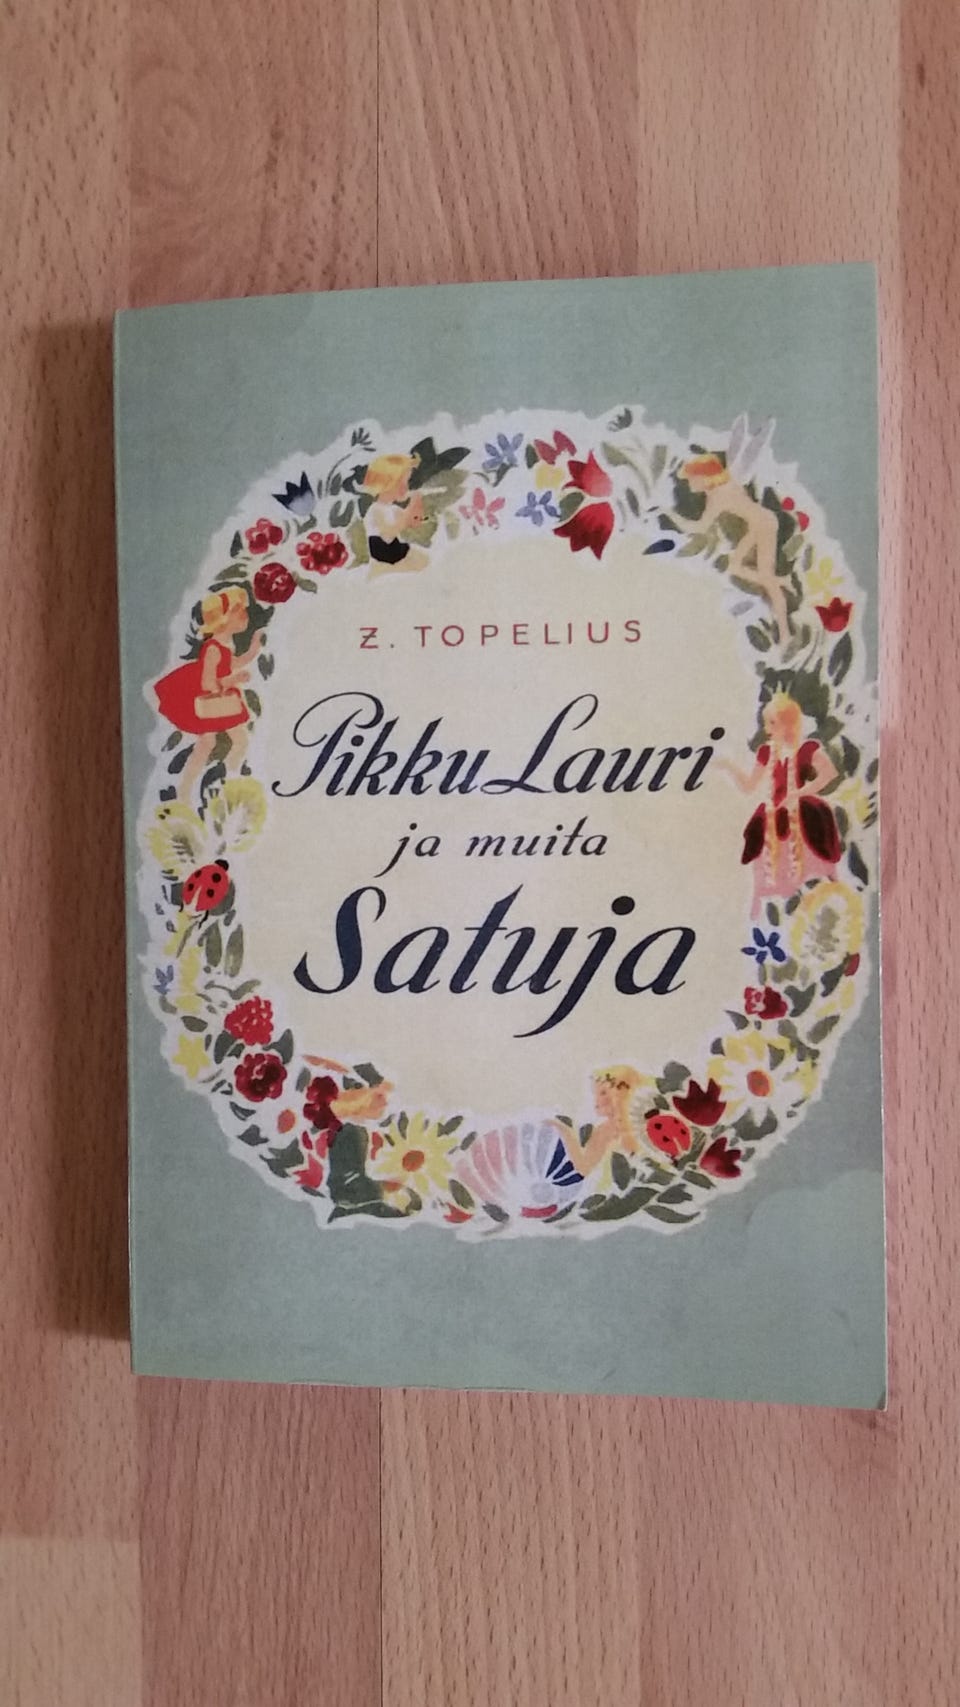 Z. TOPELIUS
Pikku Lauri
ja muita
Satuja